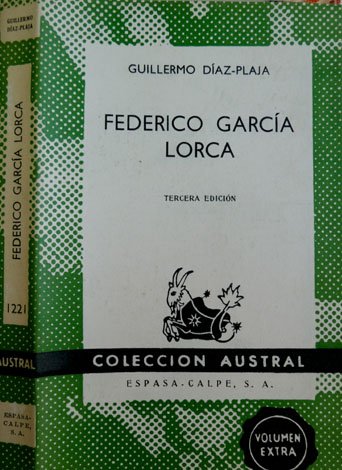 GUILLERMO
DÍAZ-PLAJA
FEDERICO GARCÍA LORCA
1221
AUSTRAL
ESPASA-
CALPE,
S. A.
GUILLERMO DÍAZ-PLAJA
FEDERICO GARCÍA
LORCA
TERCERA EDICIÓN
COLECCION AUSTRAL
ESPASA-CALPE, S. A.
VOLUMEN
EXTRA